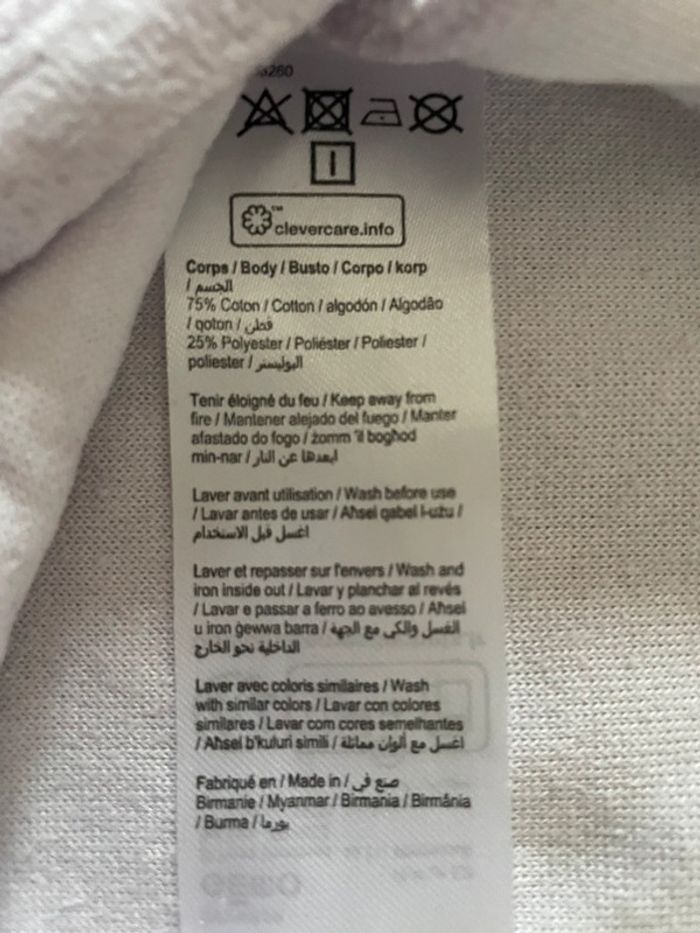 I
clevercare.info
Corps / Body / Busto / Corpo / korp
/ الجسم
75% Coton / Cotton / algodón / Algodão
/ qoton / قطن
25% Polyester / Poliéster / Poliester /
poliester / البوليستر
Tenir éloigné du feu / Keep away from
fire / Mantener alejado del fuego / Manter
afastado do fogo / żomm 'il bogħod
min-nar / ابعدها عن النار
Laver avant utilisation / Wash before use
/ Lavar antes de usar / Aħsel qabel l-użu /
اغسل قبل الاستخدام
Laver et repasser sur l'envers / Wash and
iron inside out / Lavar y planchar al revés
/ Lavar e passar a ferro ao avesso / Aħsel
u iron ġewwa barra / الغسل والكي مع الجهة
الداخلية نحو الخارج
Laver avec coloris similaires / Wash
with similar colors / Lavar con colores
similares / Lavar com cores semelhantes
/ Aħsel b'kuluri simili / اغسل مع ألوان مماثلة
Fabriqué en / Made in / صنع في
Birmanie / Myanmar / Birmania / Birmânia
/ Burma / بورما